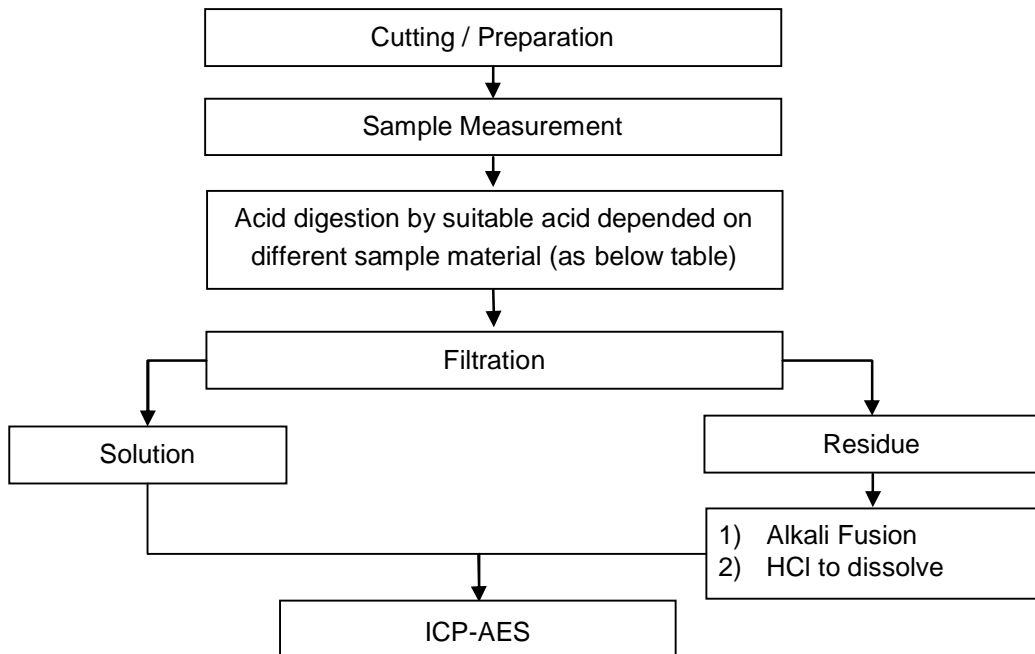 Cutting / Preparation
Sample Measurement
Acid digestion by suitable acid depended on
different sample material (as below table)
Filtration
Solution
Residue
1) Alkali Fusion
2) HCl to dissolve
ICP-AES